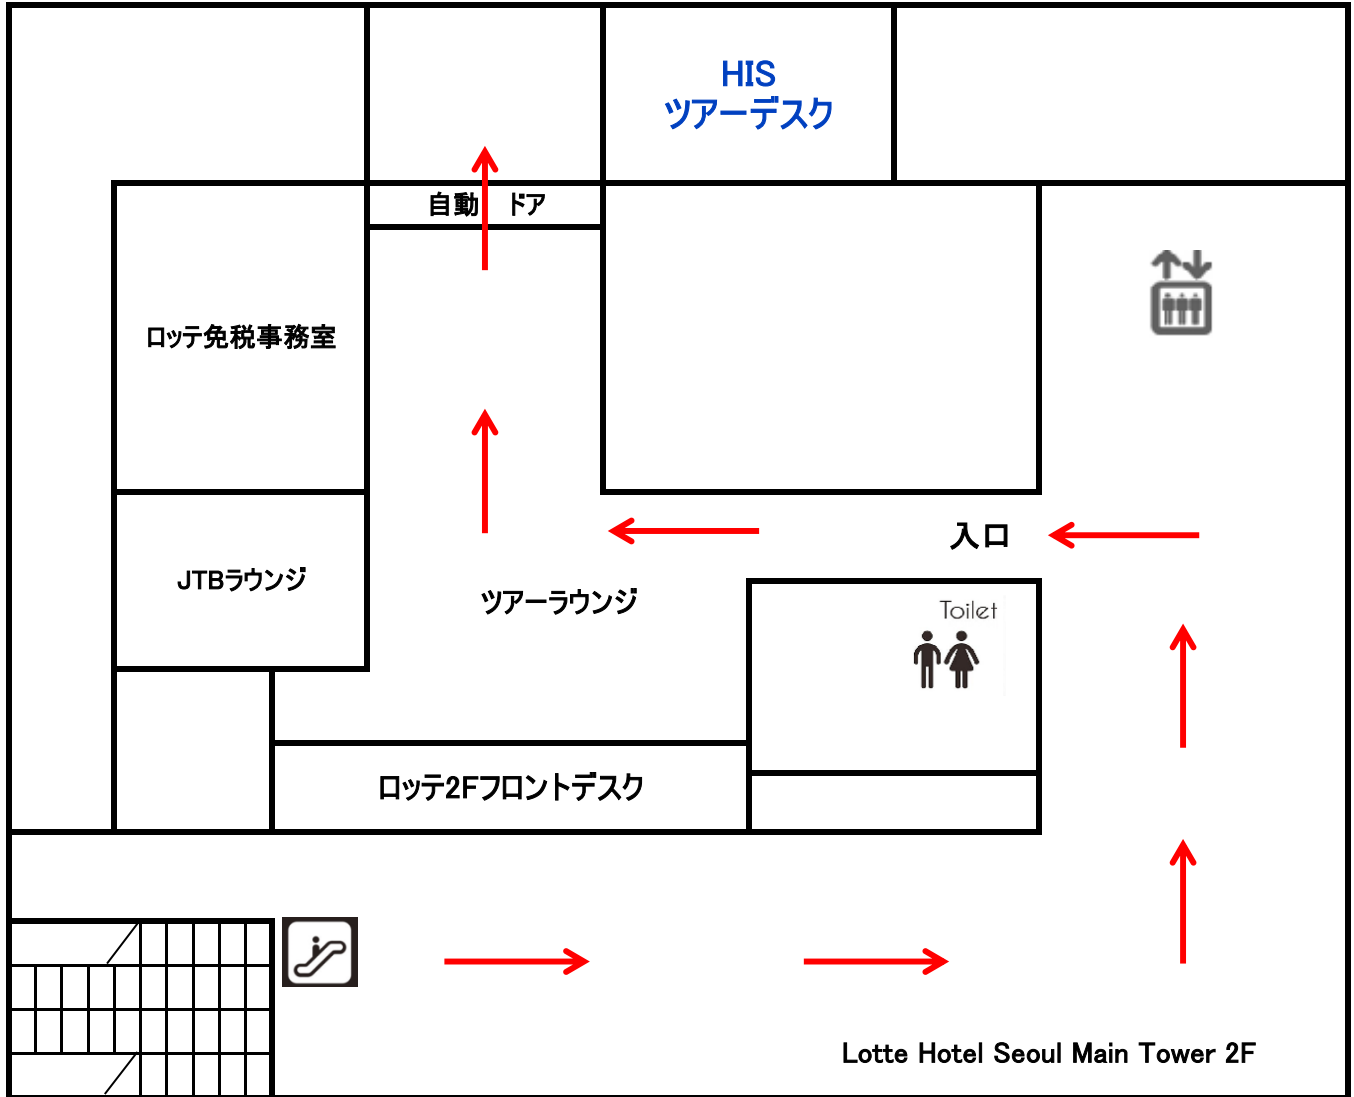 HIS
ツアーデスク
自動 ドア
ロッテ免税事務室
入口
JTBラウンジ
ツアーラウンジ
Toilet
ロッテ2Fフロントデスク
Lotte Hotel Seoul Main Tower 2F